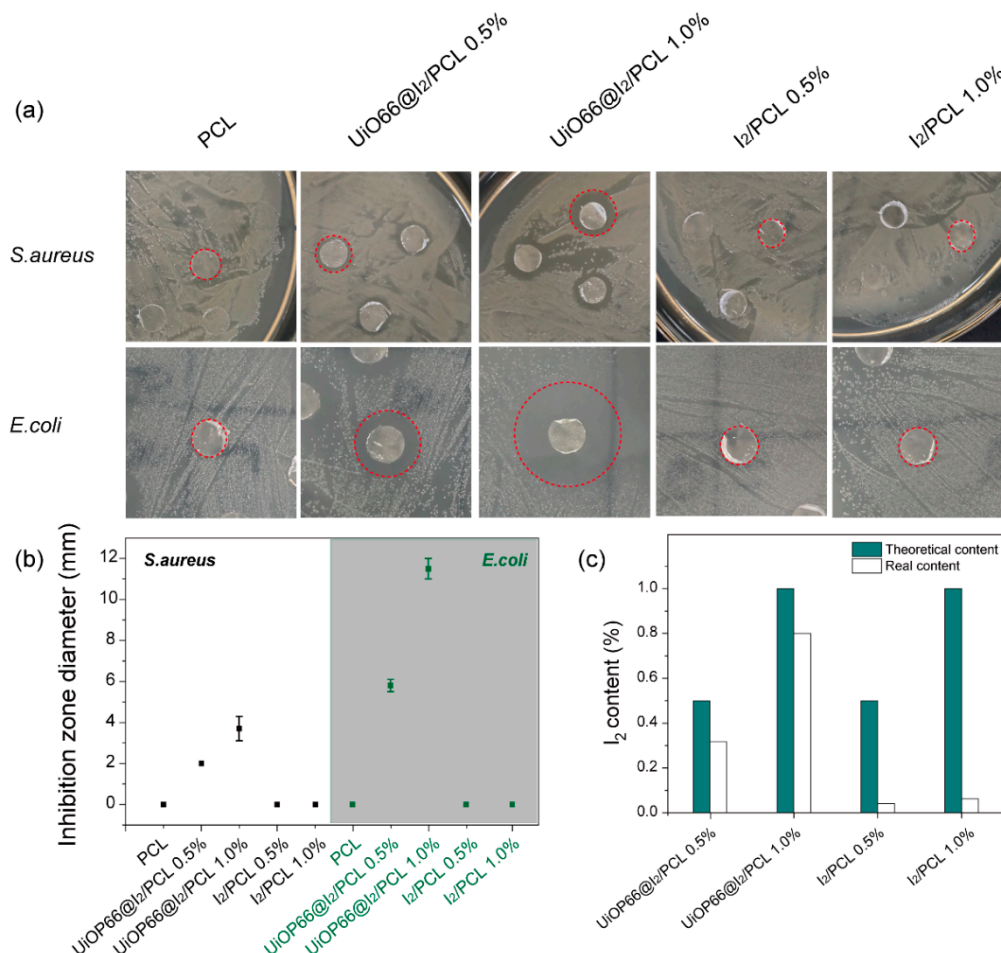 (a)
PCL
UiO66@I₂/PCL 0.5%
UiO66@I₂/PCL 1.0%
I₂/PCL 0.5%
I₂/PCL 1.0%
S.aureus
E.coli
(b)
Inhibition zone diameter (mm)
12
10
8
6
4
2
0
S.aureus
E.coli
PCL
UiOP66@I₂/PCL 0.5%
UiOP66@I₂/PCL 1.0%
I₂/PCL 0.5%
I₂/PCL 1.0%
PCL
UiOP66@I₂/PCL 0.5%
UiOP66@I₂/PCL 1.0%
I₂/PCL 0.5%
I₂/PCL 1.0%
(c)
I₂ content (%)
1.0
0.8
0.6
0.4
0.2
0.0
Theoretical content
Real content
UiOP66@I₂/PCL 0.5%
UiOP66@I₂/PCL 1.0%
I₂/PCL 0.5%
I₂/PCL 1.0%